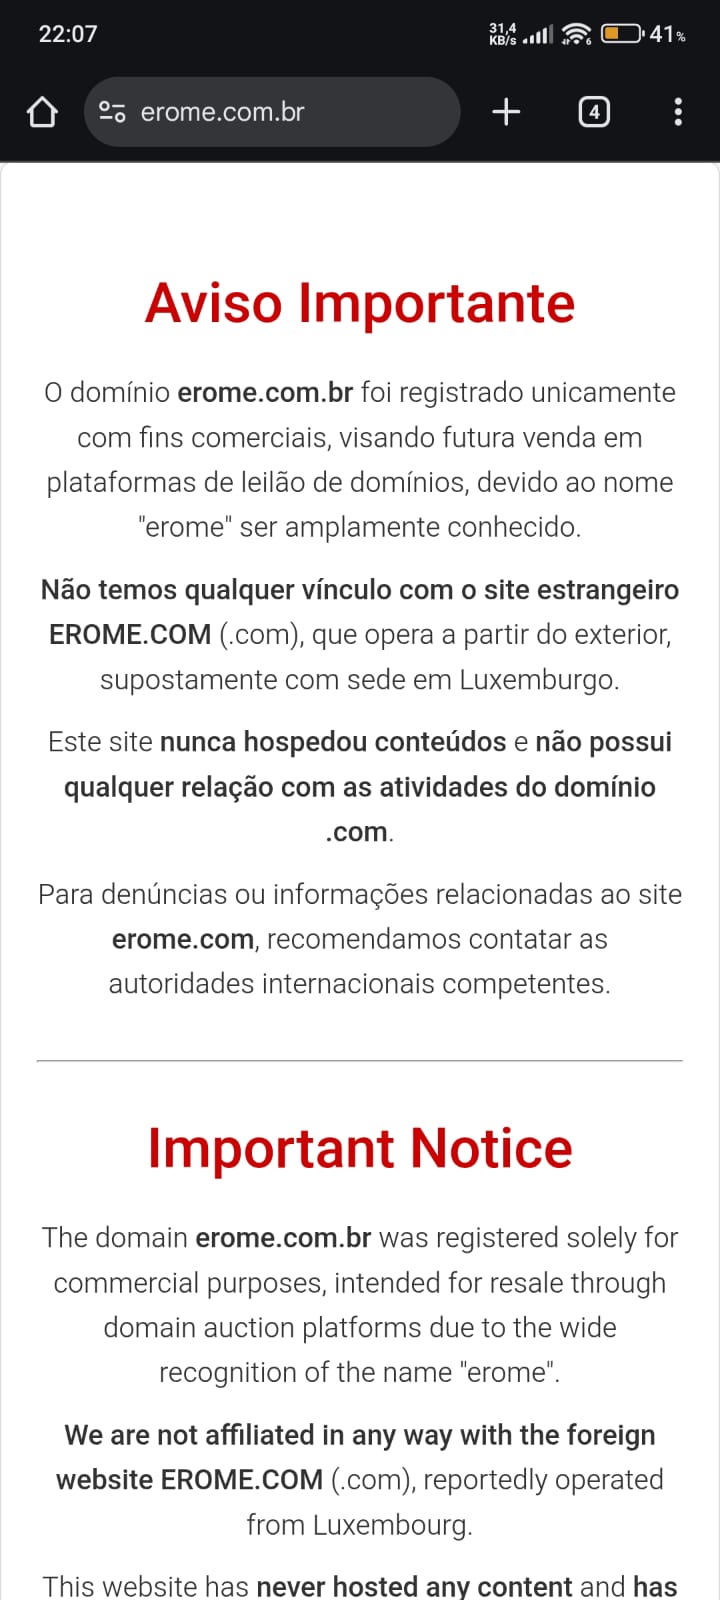 22:07
31,4
KB/s
6
41%
erome.com.br
4
Aviso Importante
O domínio erome.com.br foi registrado unicamente
com fins comerciais, visando futura venda em
plataformas de leilão de domínios, devido ao nome
"erome" ser amplamente conhecido.
Não temos qualquer vínculo com o site estrangeiro
EROME.COM (.com), que opera a partir do exterior,
supostamente com sede em Luxemburgo.
Este site nunca hospedou conteúdos e não possui
qualquer relação com as atividades do domínio
.com.
Para denúncias ou informações relacionadas ao site
erome.com, recomendamos contatar as
autoridades internacionais competentes.
Important Notice
The domain erome.com.br was registered solely for
commercial purposes, intended for resale through
domain auction platforms due to the wide
recognition of the name "erome".
We are not affiliated in any way with the foreign
website EROME.COM (.com), reportedly operated
from Luxembourg.
This website has never hosted any content and has